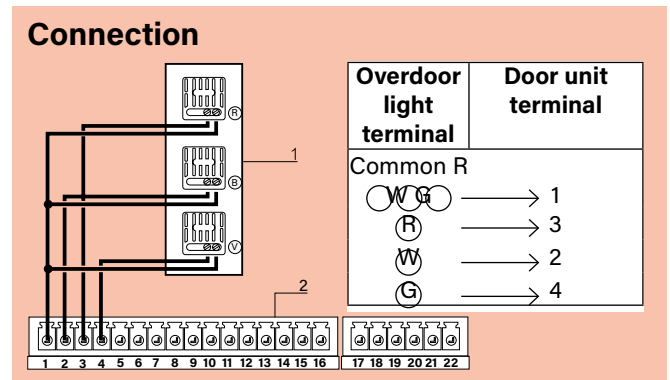 Connection
R
1
B
V
2
1 2 3 4 5 6 7 8 9 10 11 12 13 14 15 16
17 18 19 20 21 22
Overdoor light terminal
Door unit terminal
Common R
W G → 1
R → 3
W → 2
G → 4